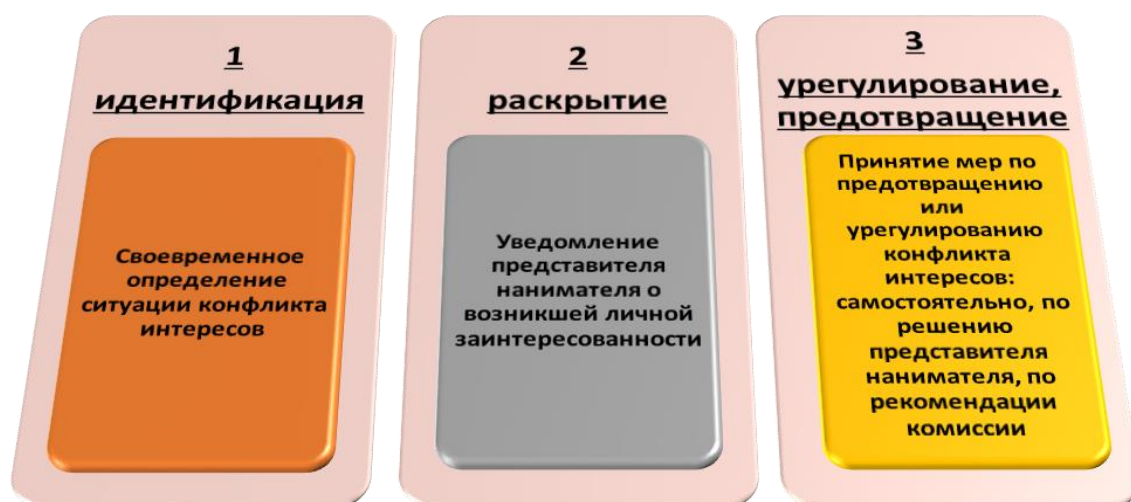 1
идентификация
Своевременное
определение
ситуации конфликта
интересов
2
раскрытие
Уведомление
представителя
нанимателя о
возникшей личной
заинтересованности
3
урегулирование,
предотвращение
Принятие мер по
предотвращению
или
урегулированию
конфликта
интересов:
самостоятельно, по
решению
представителя
нанимателя, по
рекомендации
комиссии